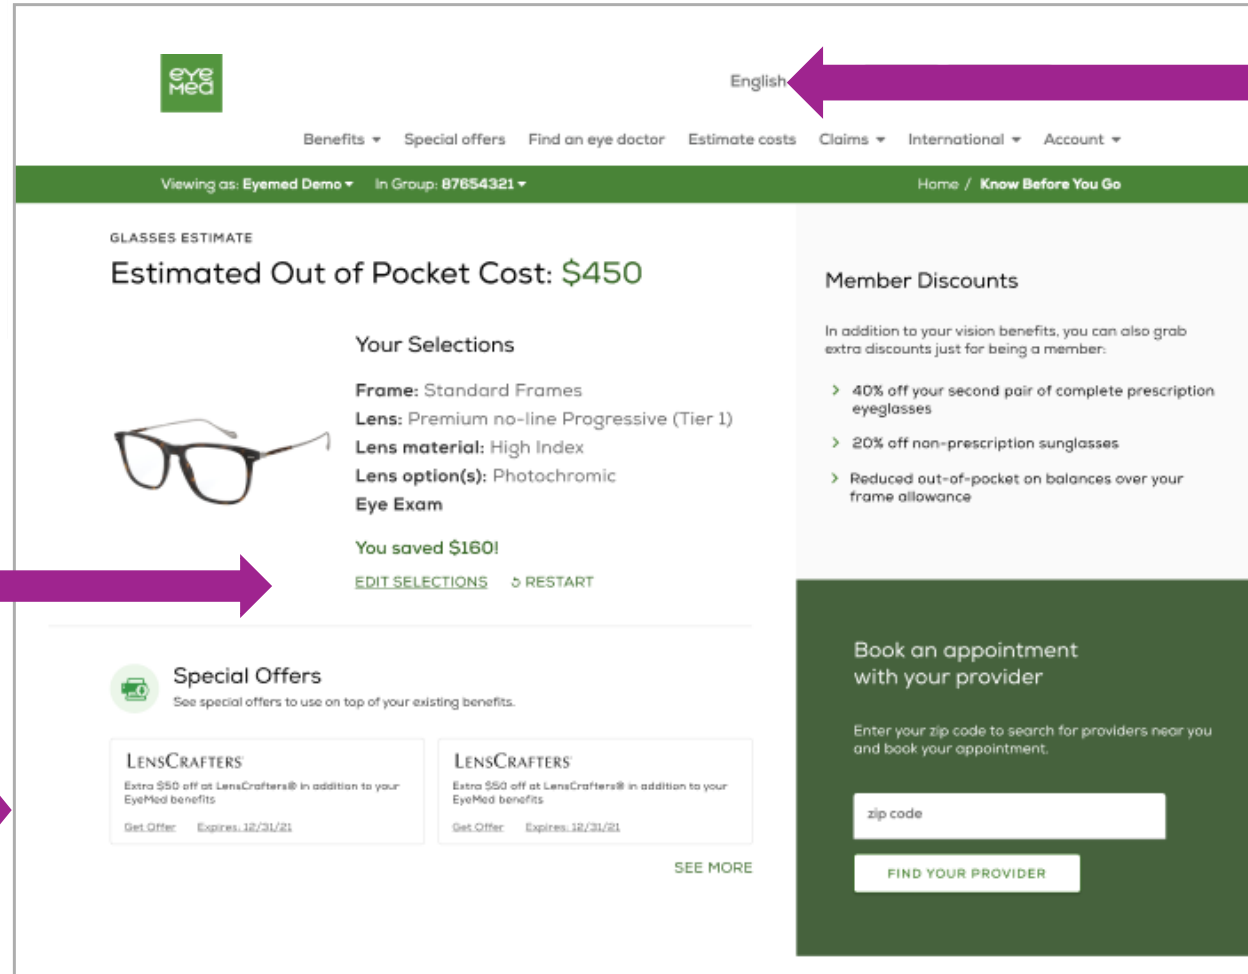 eye
Med
English
Benefits Special offers Find an eye doctor Estimate costs Claims International Account
Viewing as: Eyemed Demo In Group: 87654321 Home / Know Before You Go
GLASSES ESTIMATE
Estimated Out of Pocket Cost: $450
Your Selections
Frame: Standard Frames
Lens: Premium no-line Progressive (Tier 1)
Lens material: High Index
Lens option(s): Photochromic
Eye Exam
You saved $160!
EDIT SELECTIONS RESTART
Special Offers
See special offers to use on top of your existing benefits.
LENSCRAFTERS
Extra $50 off at LensCrafters® in addition to your
EyeMed benefits
Get Offer Expires: 12/31/21
LENSCRAFTERS
Extra $50 off at LensCrafters® in addition to your
EyeMed benefits
Get Offer Expires: 12/31/21
SEE MORE
Member Discounts
In addition to your vision benefits, you can also grab
extra discounts just for being a member:
40% off your second pair of complete prescription
eyeglasses
20% off non-prescription sunglasses
Reduced out-of-pocket on balances over your
frame allowance
Book an appointment
with your provider
Enter your zip code to search for providers near you
and book your appointment.
zip code
FIND YOUR PROVIDER